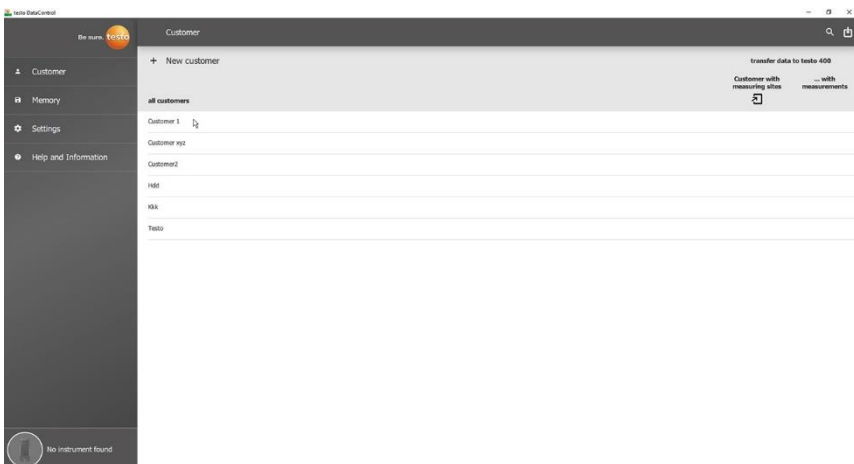 testo DataControl
Be sure. testo
Customer
Memory
Settings
Help and Information
No instrument found
Customer
+ New customer
transfer data to testo 400
Customer with
measuring sites
... with
measurements
all customers
Customer 1
Customer xyz
Customer2
Hdd
Kkk
Testo